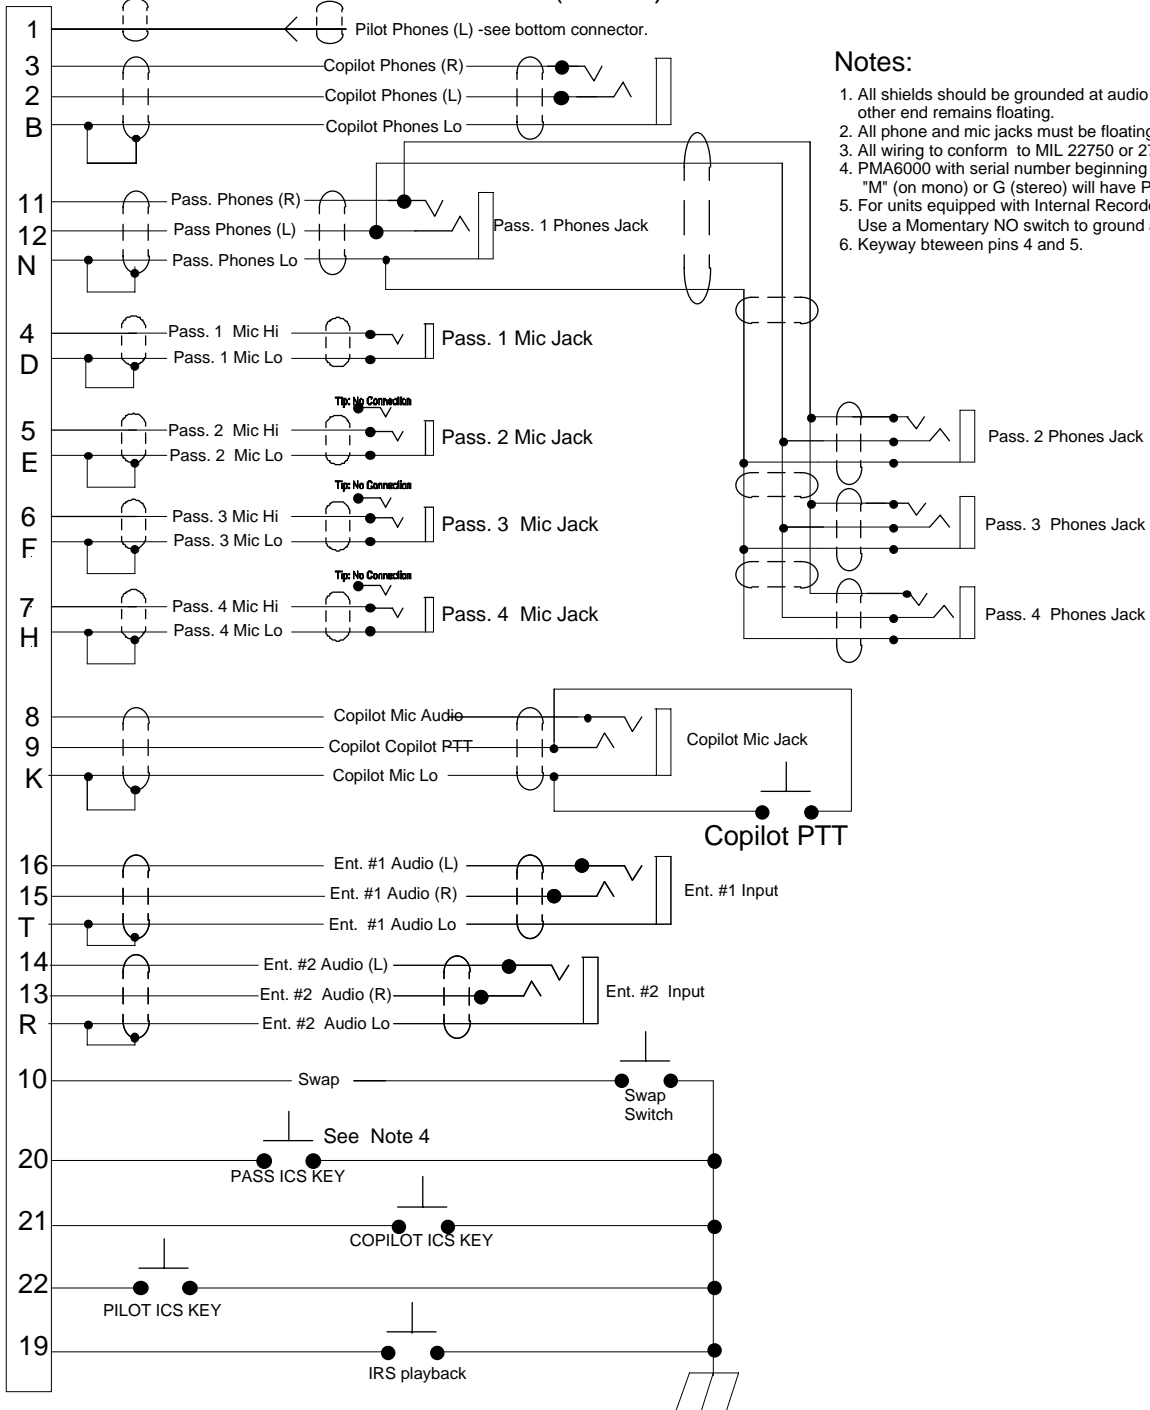 1 Pilot Phones (L) -see bottom connector.
3 Copilot Phones (R)
2 Copilot Phones (L)
B Copilot Phones Lo
Notes:
1. All shields should be grounded at audio
other end remains floating.
2. All phone and mic jacks must be floating
3. All wiring to conform to MIL 22750 or
4. PMA6000 with serial number beginning
"M" (on mono) or G (stereo) will have
5. For units equipped with Internal
Use a Momentary NO switch to ground
6. Keyway bteween pins 4 and 5.
11 Pass. Phones (R)
12 Pass Phones (L) Pass. 1 Phones Jack
N Pass. Phones Lo
4 Pass. 1 Mic Hi Pass. 1 Mic Jack
D Pass. 1 Mic Lo
Tip: No Connection
5 Pass. 2 Mic Hi Pass. 2 Mic Jack Pass. 2 Phones Jack
E Pass. 2 Mic Lo
Tip: No Connection
6 Pass. 3 Mic Hi Pass. 3 Mic Jack Pass. 3 Phones Jack
F Pass. 3 Mic Lo
Tip: No Connection
7 Pass. 4 Mic Hi Pass. 4 Mic Jack Pass. 4 Phones Jack
H Pass. 4 Mic Lo
8 Copilot Mic Audio
9 Copilot Copilot PTT Copilot Mic Jack
K Copilot Mic Lo
Copilot PTT
16 Ent. #1 Audio (L)
15 Ent. #1 Audio (R) Ent. #1 Input
T Ent. #1 Audio Lo
14 Ent. #2 Audio (L)
13 Ent. #2 Audio (R) Ent. #2 Input
R Ent. #2 Audio Lo
10 Swap
Swap
Switch
See Note 4
20
PASS ICS KEY
21
COPILOT ICS KEY
22
PILOT ICS KEY
19
IRS playback